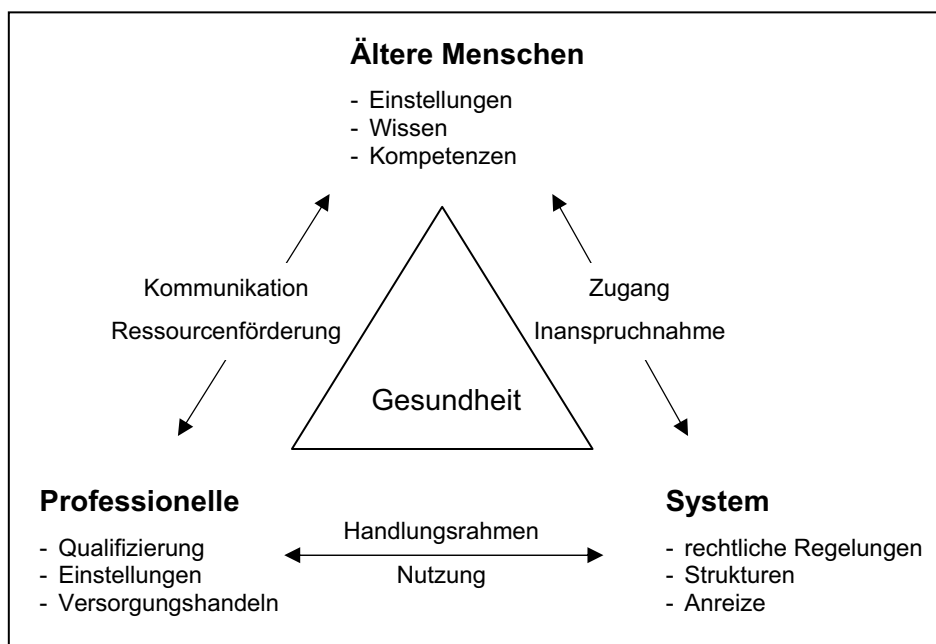 Ältere Menschen
- Einstellungen
- Wissen
- Kompetenzen
Kommunikation
Ressourcenförderung
Zugang
Inanspruchnahme
Gesundheit
Professionelle
- Qualifizierung
- Einstellungen
- Versorgungshandeln
Handlungsrahmen
Nutzung
System
- rechtliche Regelungen
- Strukturen
- Anreize